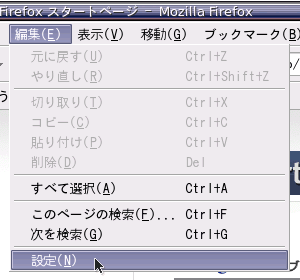 Firefox スタートページ - Mozilla Firefox
編集(E) 表示(V) 移動(G) ブックマーク(B)
元に戻す(U) Ctrl+Z
やり直し(R) Ctrl+Shift+Z
切り取り(T) Ctrl+X
コピー(C) Ctrl+C
貼り付け(P) Ctrl+V
削除(D) Del
すべて選択(A) Ctrl+A
このページの検索(F)... Ctrl+F
次を検索(G) Ctrl+G
設定(N)